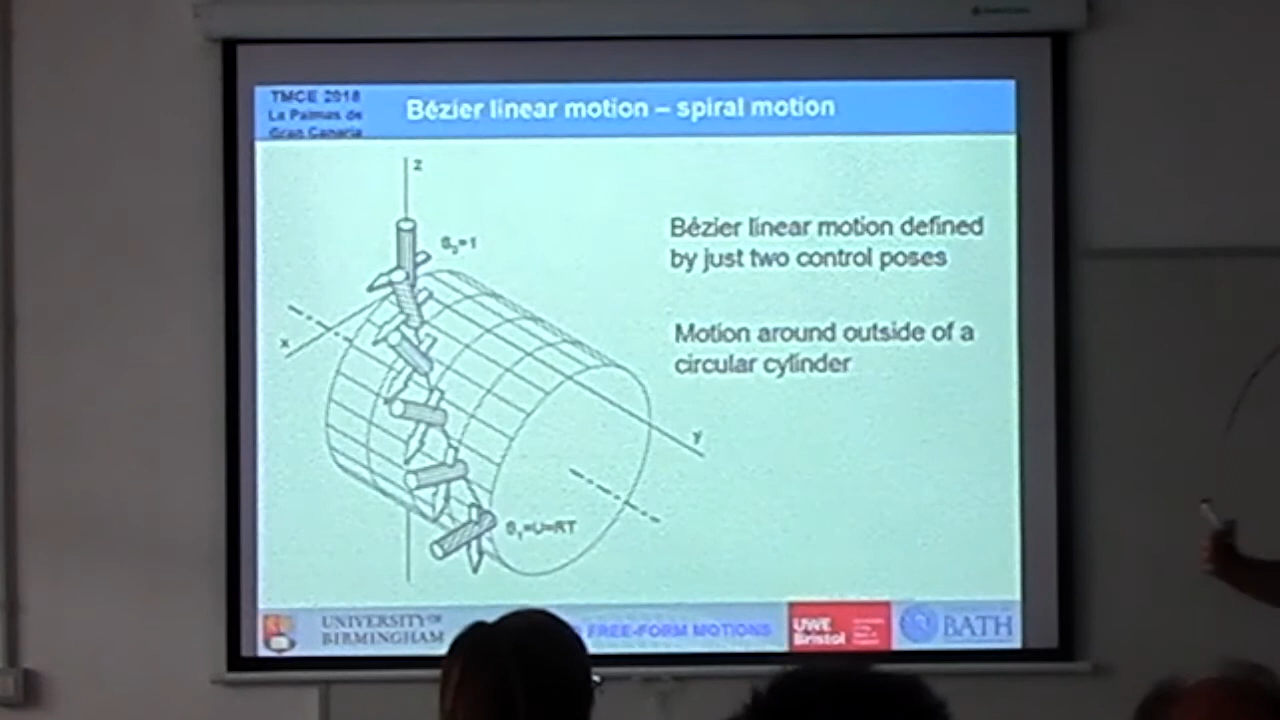 TMCE 2018
La Palmas de
Gran Canaria
Bézier linear motion – spiral motion
z
x
y
Bézier linear motion defined
by just two control poses
Motion around outside of a
circular cylinder
=U=RT
UNIVERSITY OF
BIRMINGHAM
FREE-FORM MOTIONS
UWE
Bristol
BATH